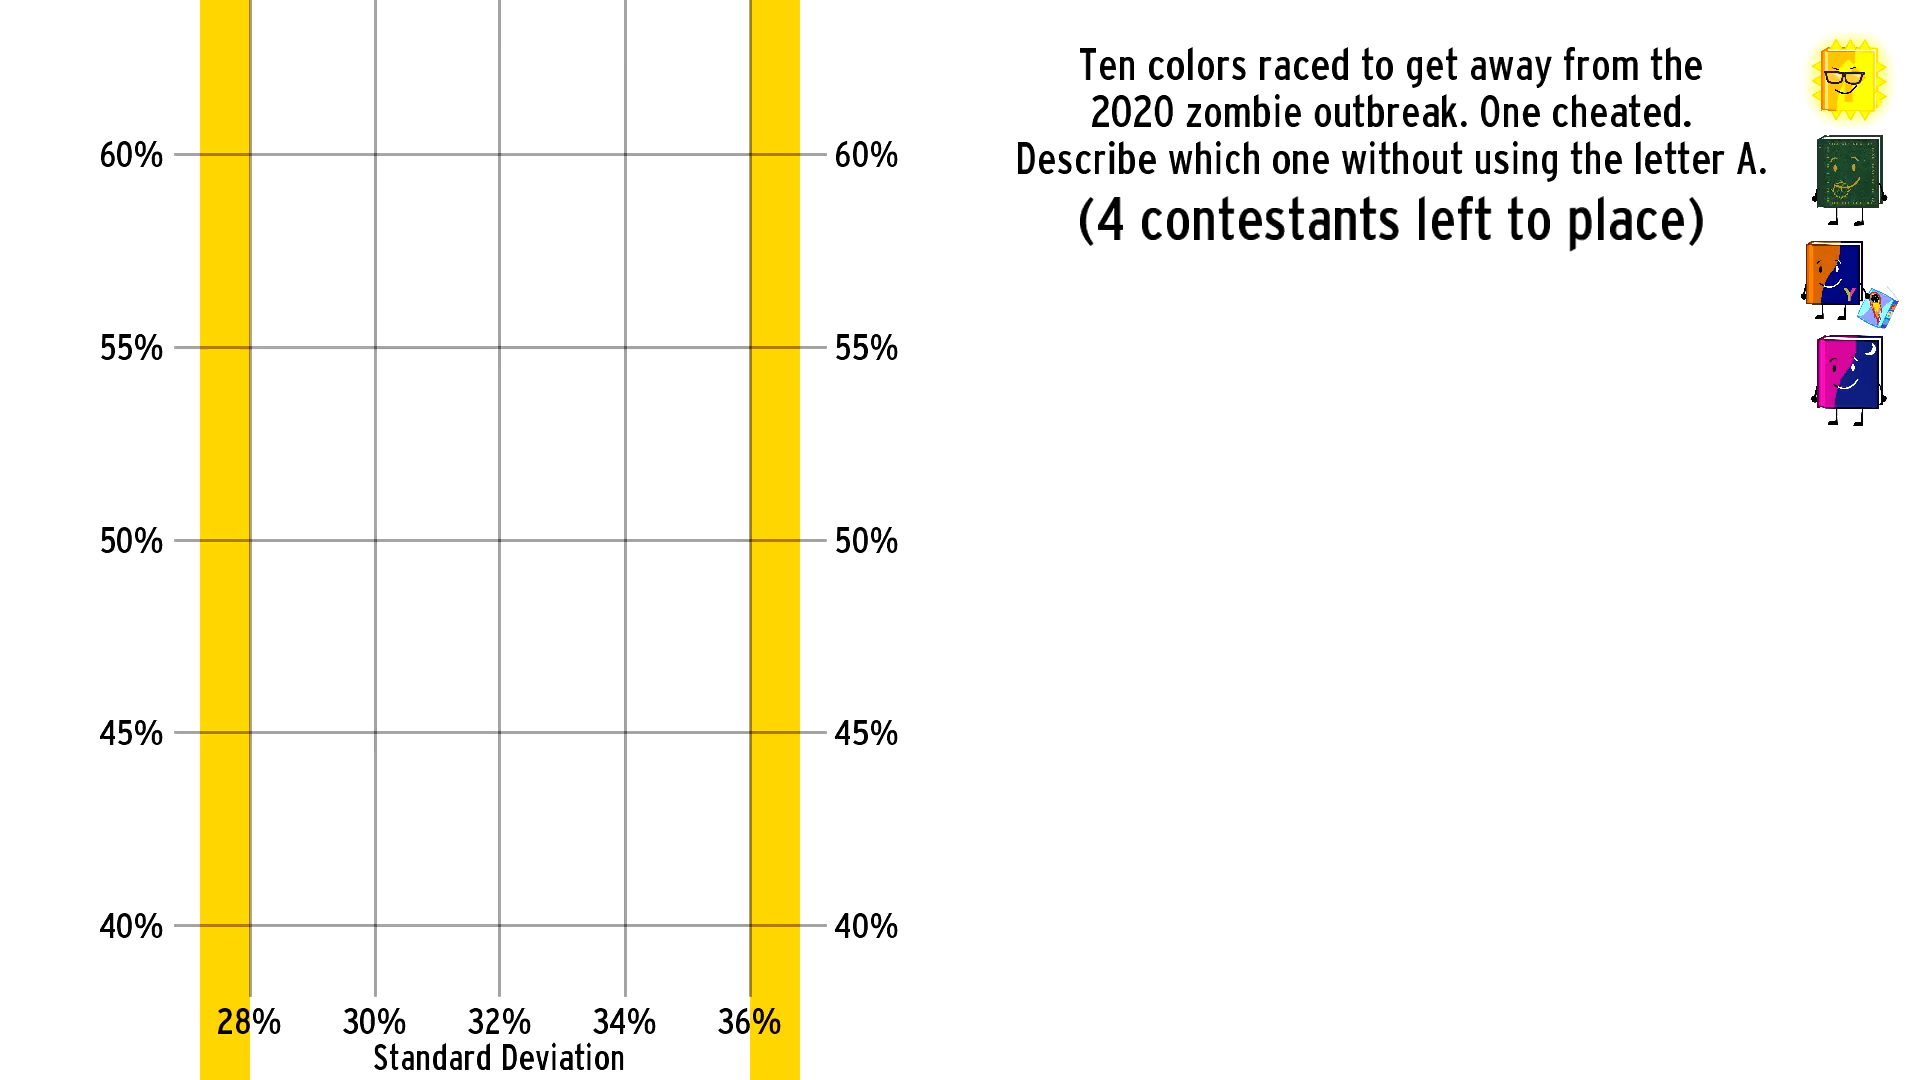 Ten colors raced to get away from the
2020 zombie outbreak. One cheated.
Describe which one without using the letter A.
(4 contestants left to place)
60% 60%
55% 55%
50% 50%
45% 45%
40% 40%
28% 30% 32% 34% 36%
Standard Deviation
Y